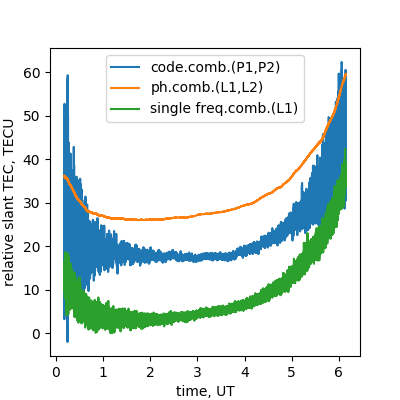 code.comb.(P1,P2)
ph.comb.(L1,L2)
single freq.comb.(L1)
relative slant TEC, TECU
60
50
40
30
20
10
0
0 1 2 3 4 5 6
time, UT